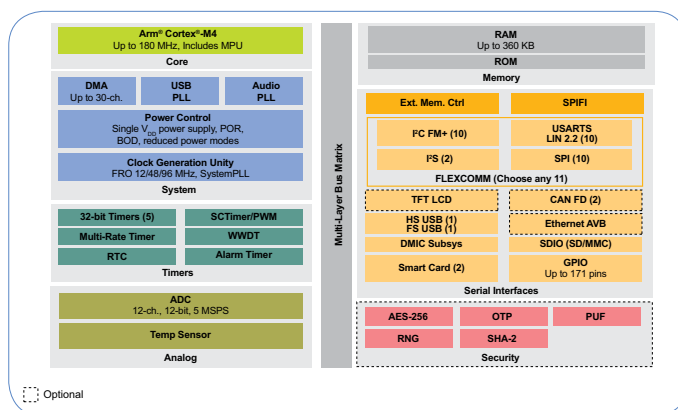 Arm® Cortex®-M4
Up to 180 MHz, Includes MPU
Core
DMA
Up to 30-ch.
USB
PLL
Audio
PLL
Power Control
Single VDD power supply, POR,
BOD, reduced power modes
Clock Generation Unity
FRO 12/48/96 MHz, SystemPLL
System
32-bit Timers (5)
SCTimer/PWM
Multi-Rate Timer
WWDT
RTC
Alarm Timer
Timers
ADC
12-ch., 12-bit, 5 MSPS
Temp Sensor
Analog
Multi-Layer Bus Matrix
RAM
Up to 360 KB
ROM
Memory
Ext. Mem. Ctrl
SPIFI
I²C FM+ (10)
USARTS
LIN 2.2 (10)
I²S (2)
SPI (10)
FLEXCOMM (Choose any 11)
TFT LCD
CAN FD (2)
HS USB (1)
FS USB (1)
Ethernet AVB
DMIC Subsys
SDIO (SD/MMC)
Smart Card (2)
GPIO
Up to 171 pins
Serial Interfaces
AES-256
OTP
PUF
RNG
SHA-2
Security
Optional